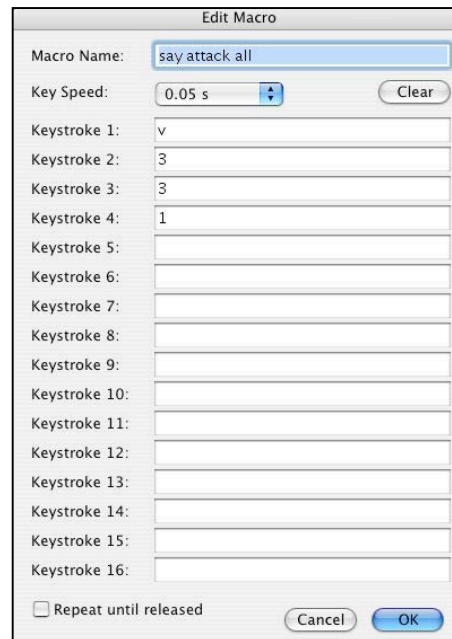 Edit Macro
Macro Name: say attack all
Key Speed: 0.05 s Clear
Keystroke 1: v
Keystroke 2: 3
Keystroke 3: 3
Keystroke 4: 1
Keystroke 5:
Keystroke 6:
Keystroke 7:
Keystroke 8:
Keystroke 9:
Keystroke 10:
Keystroke 11:
Keystroke 12:
Keystroke 13:
Keystroke 14:
Keystroke 15:
Keystroke 16:
Repeat until released
Cancel OK